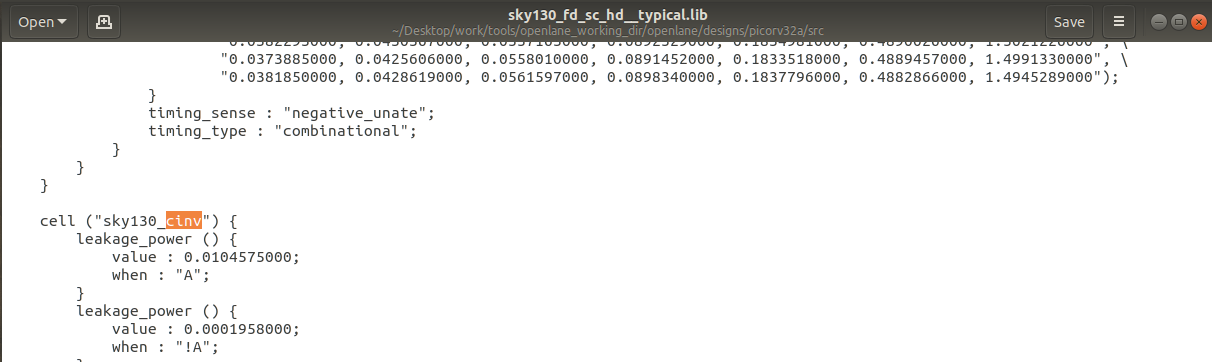 Open
sky130_fd_sc_hd__typical.lib
~/Desktop/work/tools/openlane_working_dir/openlane/designs/picorv32a/src
Save
"0.0373885000, 0.0425606000, 0.0558010000, 0.0891452000, 0.1833518000, 0.4889457000, 1.4991330000", \
"0.0381850000, 0.0428619000, 0.0561597000, 0.0898340000, 0.1837796000, 0.4882866000, 1.4945289000");
}
timing_sense : "negative_unate";
timing_type : "combinational";
}
}
}
cell ("sky130_cinv") {
leakage_power () {
value : 0.0104575000;
when : "A";
}
leakage_power () {
value : 0.0001958000;
when : "!A";